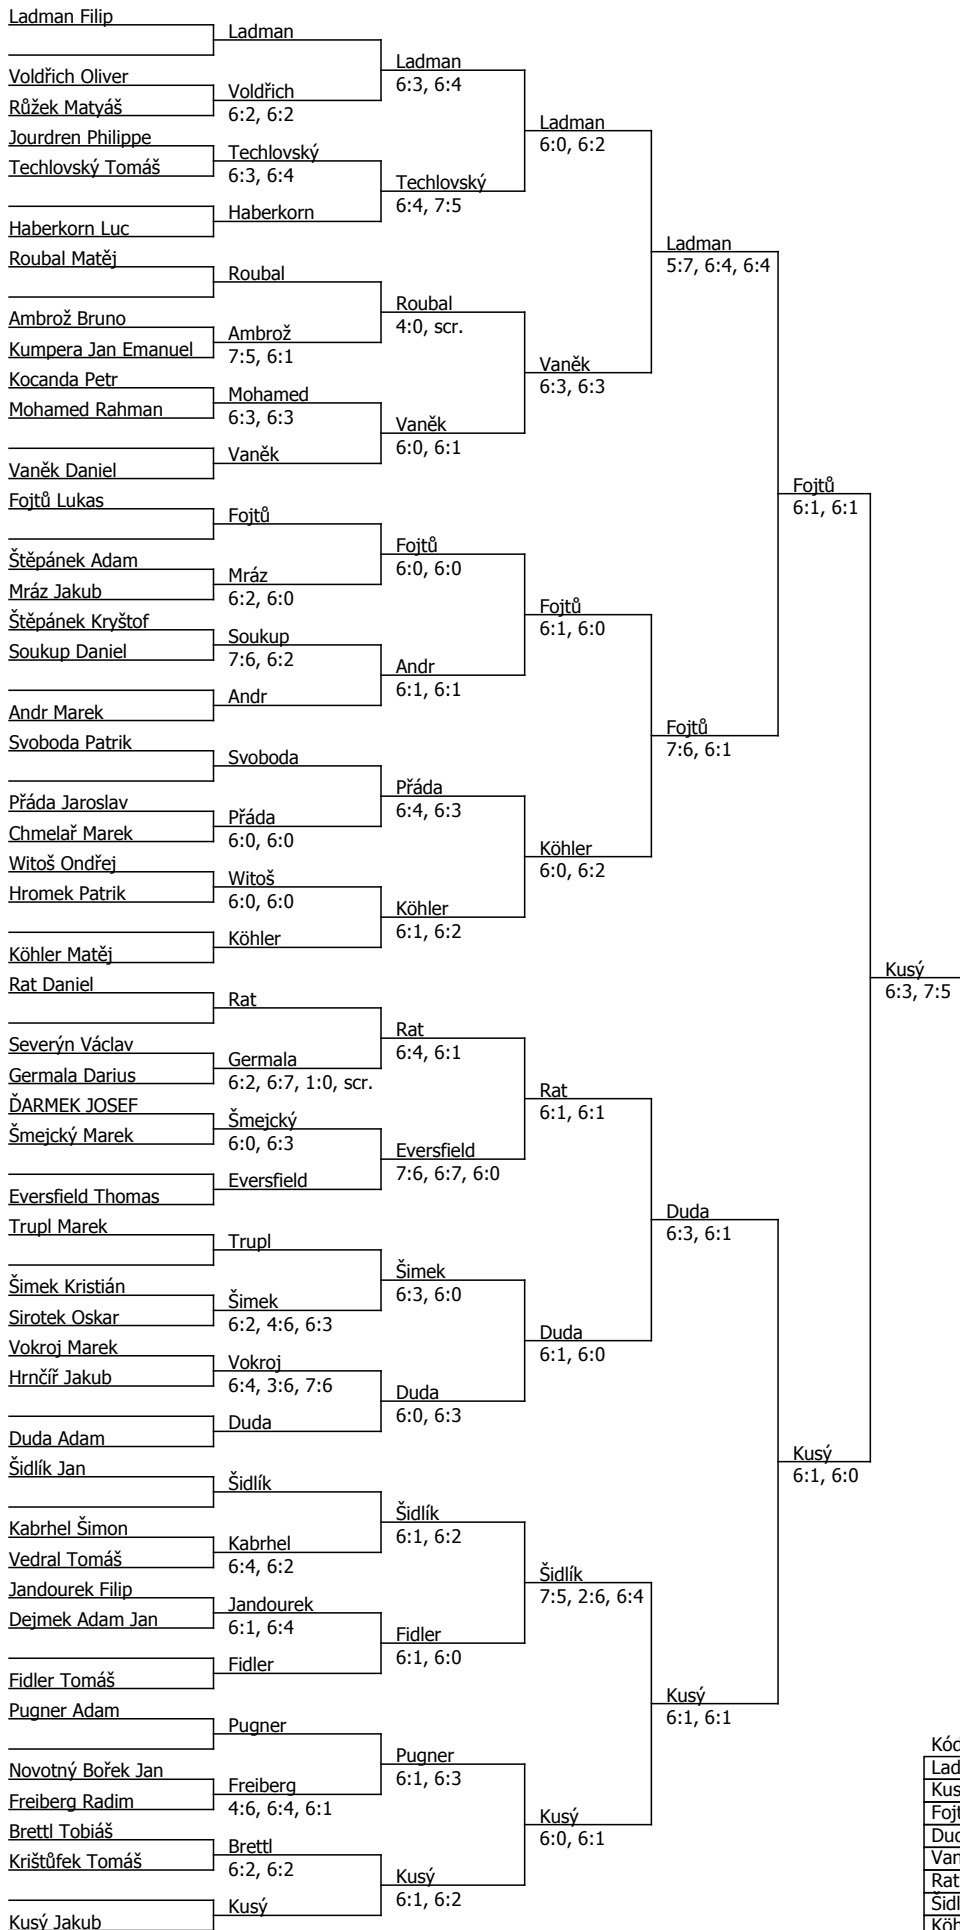 Ladman Filip
Voldřich Oliver
Růžek Matyáš
Jourdren Philippe
Techlovský Tomáš
Haberkorn Luc
Roubal Matěj
Ambrož Bruno
Kumpera Jan Emanuel
Kocanda Petr
Mohamed Rahman
Vaněk Daniel
Fojtů Lukas
Štěpánek Adam
Mráz Jakub
Štěpánek Kryštof
Soukup Daniel
Andr Marek
Svoboda Patrik
Přáda Jaroslav
Chmelař Marek
Witoš Ondřej
Hromek Patrik
Köhler Matěj
Rat Daniel
Severýn Václav
Germala Darius
ĎARMEK JOSEF
Šmejcký Marek
Eversfield Thomas
Trupl Marek
Šimek Kristián
Sirotek Oskar
Vokroj Marek
Hrnčíř Jakub
Duda Adam
Šidlík Jan
Kabrhel Šimon
Vedral Tomáš
Jandourek Filip
Dejmek Adam Jan
Fidler Tomáš
Pugner Adam
Novotný Bořek Jan
Freiberg Radim
Brettl Tobiáš
Krištůfek Tomáš
Kusý Jakub
Ladman
Voldřich
6:2, 6:2
Techlovský
6:3, 6:4
Haberkorn
Roubal
Ambrož
7:5, 6:1
Mohamed
6:3, 6:3
Vaněk
Fojtů
Mráz
6:2, 6:0
Soukup
7:6, 6:2
Andr
Svoboda
Přáda
6:0, 6:0
Witoš
6:0, 6:0
Köhler
Rat
Germala
6:2, 6:7, 1:0, scr.
Šmejcký
6:0, 6:3
Eversfield
Trupl
Šimek
6:2, 4:6, 6:3
Vokroj
6:4, 3:6, 7:6
Duda
Šidlík
Kabrhel
6:4, 6:2
Jandourek
6:1, 6:4
Fidler
Pugner
Freiberg
4:6, 6:4, 6:1
Brettl
6:2, 6:2
Kusý
Ladman
6:3, 6:4
Techlovský
6:4, 7:5
Roubal
4:0, scr.
Vaněk
6:0, 6:1
Fojtů
6:0, 6:0
Andr
6:1, 6:1
Přáda
6:4, 6:3
Köhler
6:1, 6:2
Rat
6:4, 6:1
Eversfield
7:6, 6:7, 6:0
Šimek
6:3, 6:0
Duda
6:0, 6:3
Šidlík
6:1, 6:2
Fidler
6:1, 6:0
Pugner
6:1, 6:3
Kusý
6:1, 6:2
Ladman
6:0, 6:2
Vaněk
6:3, 6:3
Fojtů
6:1, 6:0
Köhler
6:0, 6:2
Rat
6:1, 6:1
Duda
6:1, 6:0
Šidlík
7:5, 2:6, 6:4
Kusý
6:0, 6:1
Ladman
5:7, 6:4, 6:4
Fojtů
7:6, 6:1
Duda
6:3, 6:1
Kusý
6:1, 6:1
Fojtů
6:1, 6:1
Kusý
6:1, 6:0
Kusý
6:3, 7:5